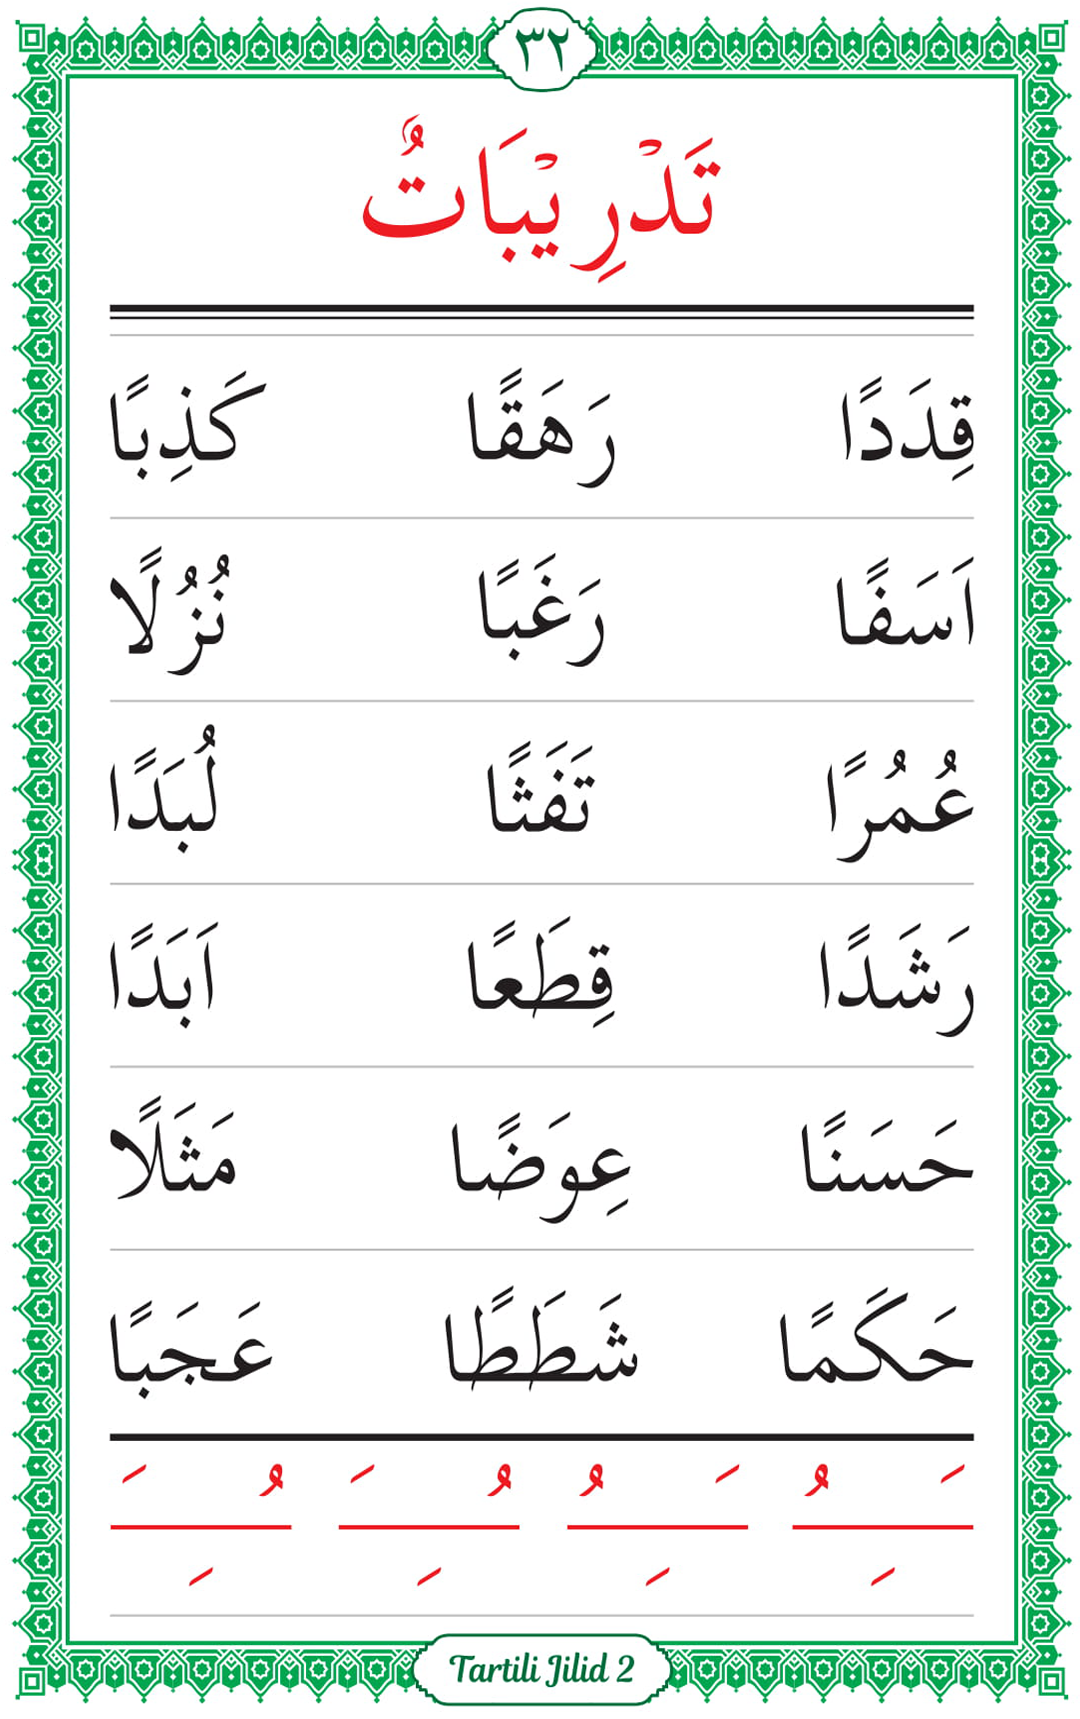 ٣٢
تَدْرِيْبَاتٌ
قِدَدًا رَهَقًا كَذِبًا
اَسَفًا رَغَبًا نُزُلًا
عُمُرًا تَفَثًا لُبَدًا
رَشَدًا قِطَعًا اَبَدًا
حَسَنًا عِوَضًا مَثَلًا
حَكَمًا شَطَطًا عَجَبًا
َ ُ َ ُ ُ َ ُ َ
ِ ِ ِ ِ
Tartili Jilid 2